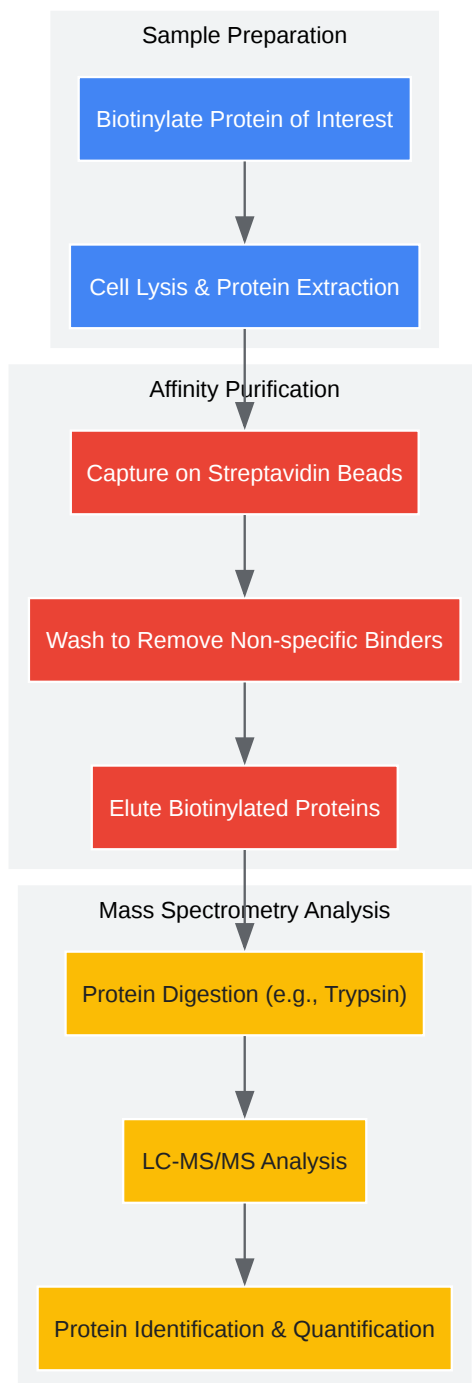 Sample Preparation
Biotinylate Protein of Interest
Cell Lysis & Protein Extraction
Affinity Purification
Capture on Streptavidin Beads
Wash to Remove Non-specific Binders
Elute Biotinylated Proteins
Mass Spectrometry Analysis
Protein Digestion (e.g., Trypsin)
LC-MS/MS Analysis
Protein Identification & Quantification